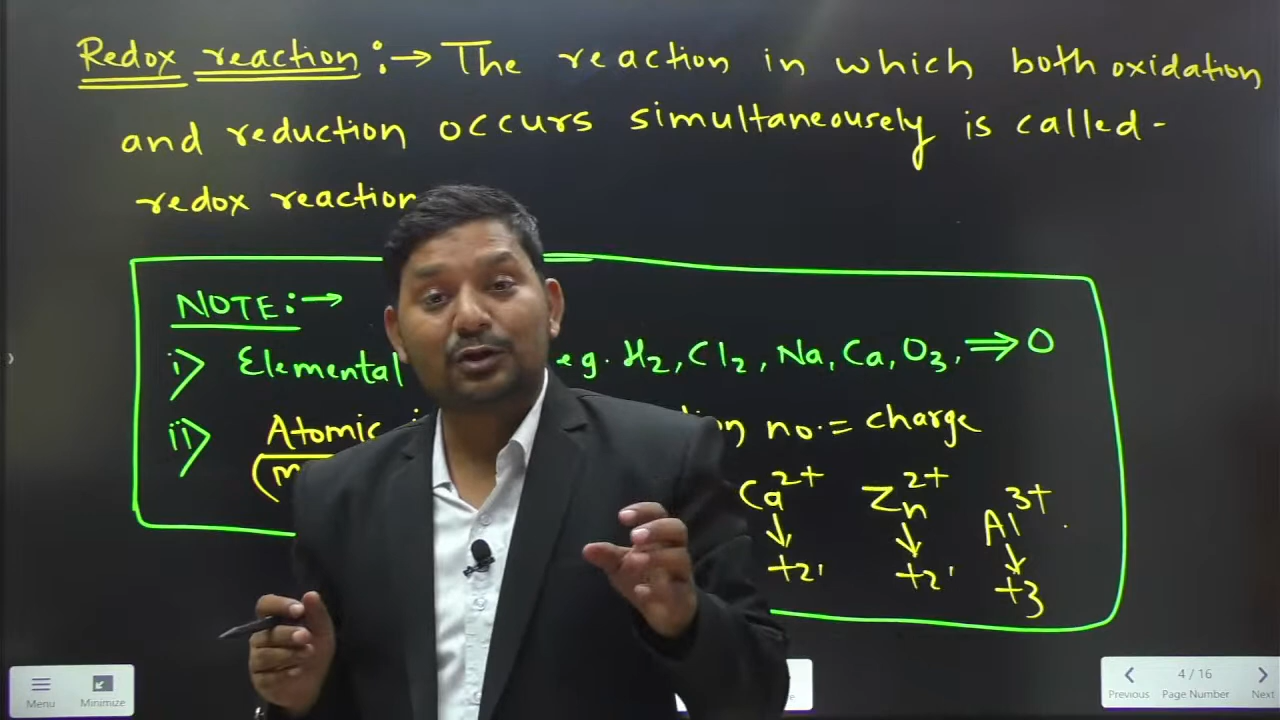 Redox reaction :→ The reaction in which both oxidation
and reduction occurs simultaneousely is called-
redox reaction
NOTE:→
i> Elemental e.g. H₂, Cl₂, Na, Ca, O₃, ⇒ 0
ii> Atomic no. = charge
Ca²⁺ Zn²⁺ Al³⁺
↓ ↓ ↓
+2 +2 +3
Menu Minimize
< 4 / 16 >
Previous Page Number Next